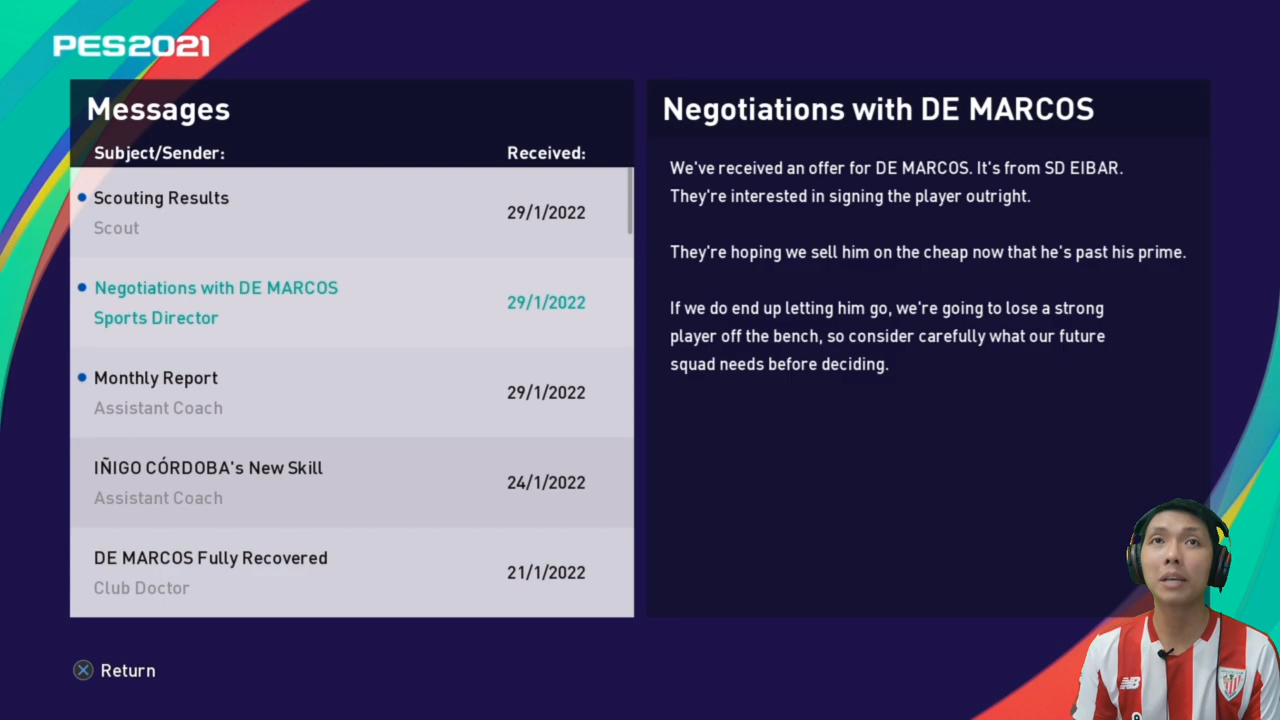 PES2021
Messages
Subject/Sender:
Received:
Scouting Results
Scout
29/1/2022
Negotiations with DE MARCOS
Sports Director
29/1/2022
Monthly Report
Assistant Coach
29/1/2022
IÑIGO CÓRDOBA's New Skill
Assistant Coach
24/1/2022
DE MARCOS Fully Recovered
Club Doctor
21/1/2022
Return
Negotiations with DE MARCOS
We've received an offer for DE MARCOS. It's from SD EIBAR.
They're interested in signing the player outright.
They're hoping we sell him on the cheap now that he's past his prime.
If we do end up letting him go, we're going to lose a strong
player off the bench, so consider carefully what our future
squad needs before deciding.
NB